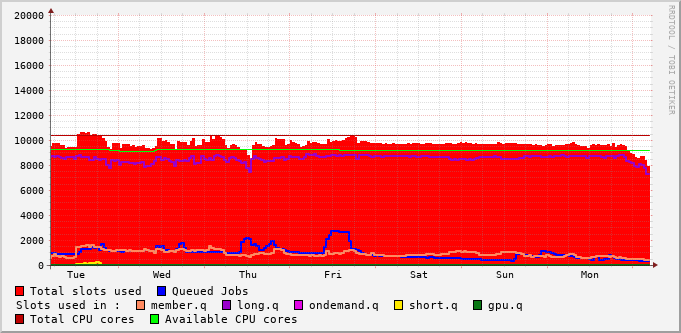 RRDTOOL / TOBI OETIKER
20000
18000
16000
14000
12000
10000
8000
6000
4000
2000
0
Tue Wed Thu Fri Sat Sun Mon
Total slots used Queued Jobs
Slots used in : member.q long.q ondemand.q short.q gpu.q
Total CPU cores Available CPU cores